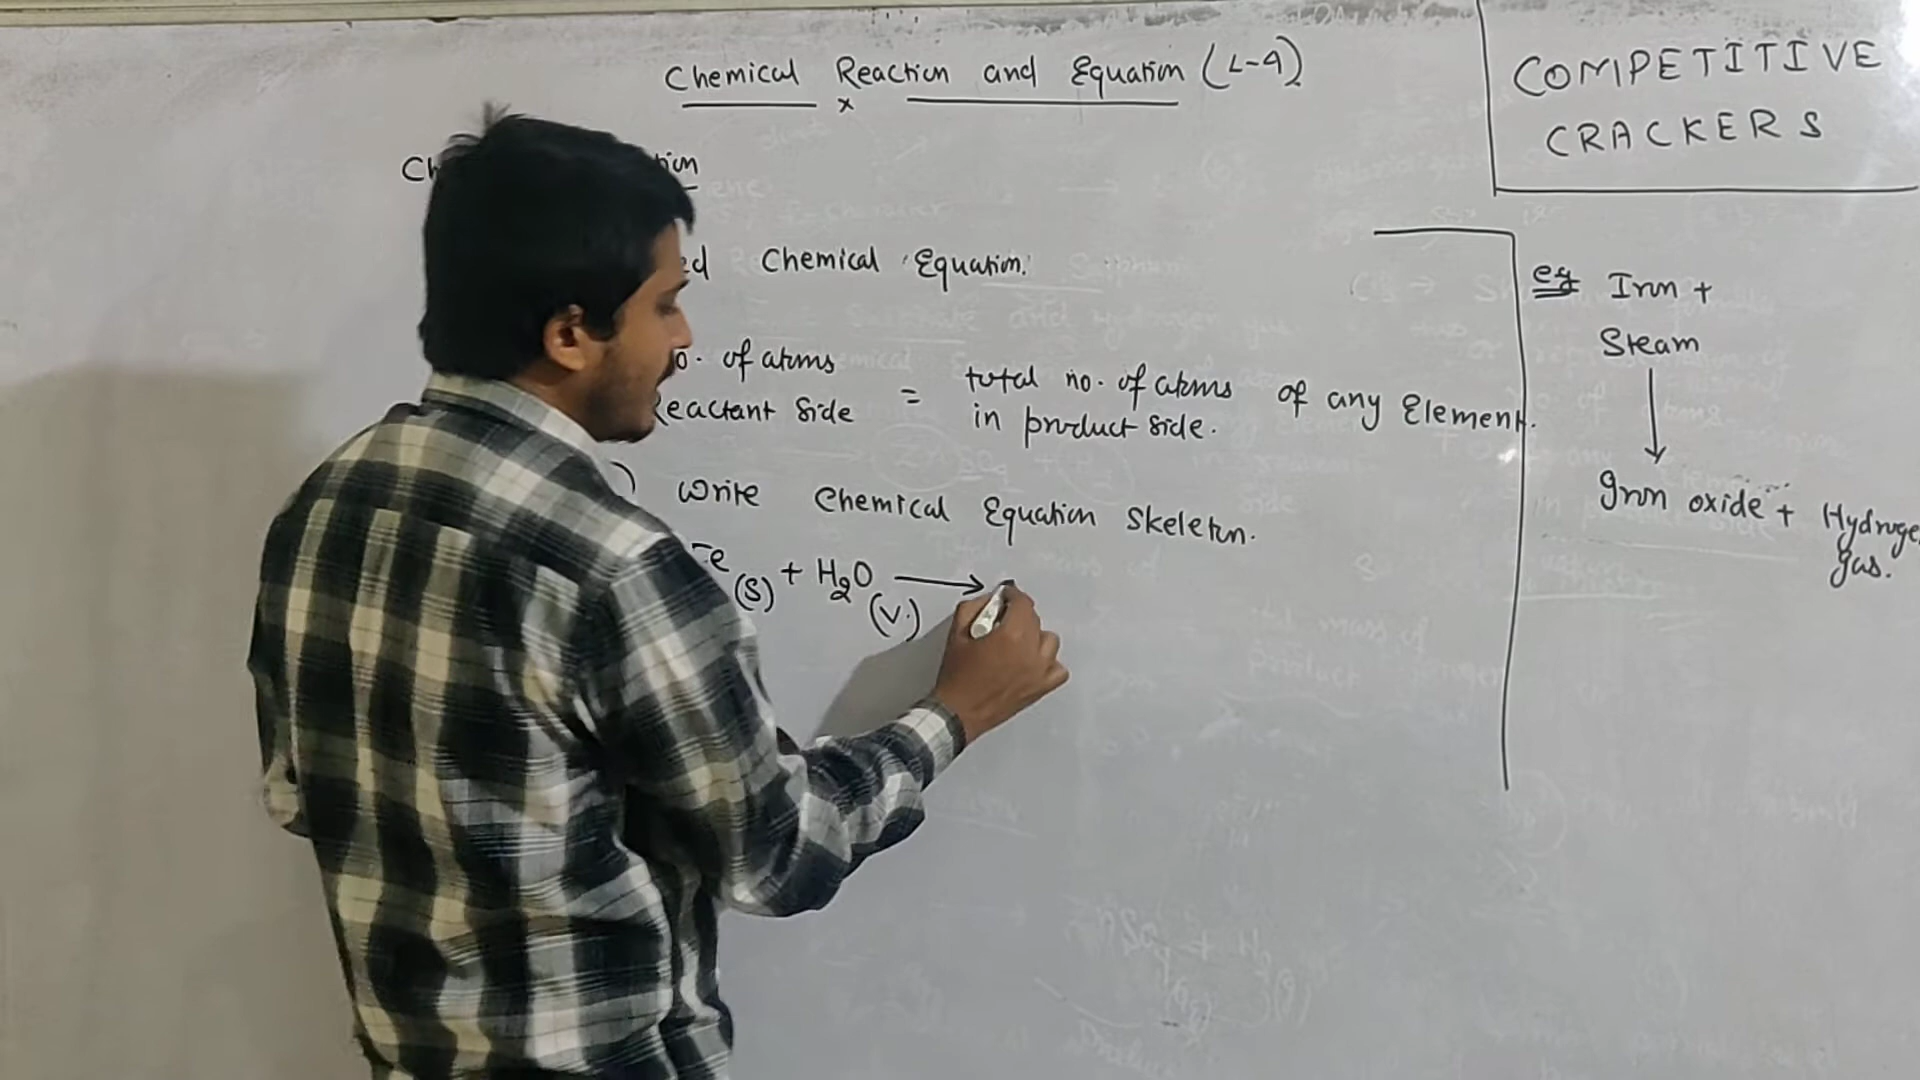 Chemical Reaction and Equation (L-4)
x
COMPETITIVE
CRACKERS
Chemical Equation.
of atoms
Reactant Side = total no. of atoms in product side. of any Element.
Write Chemical Equation Skeleton.
Fe (s) + H2O (v.) →
eg Iron +
Steam
↓
Iron oxide + Hydrogen
gas.